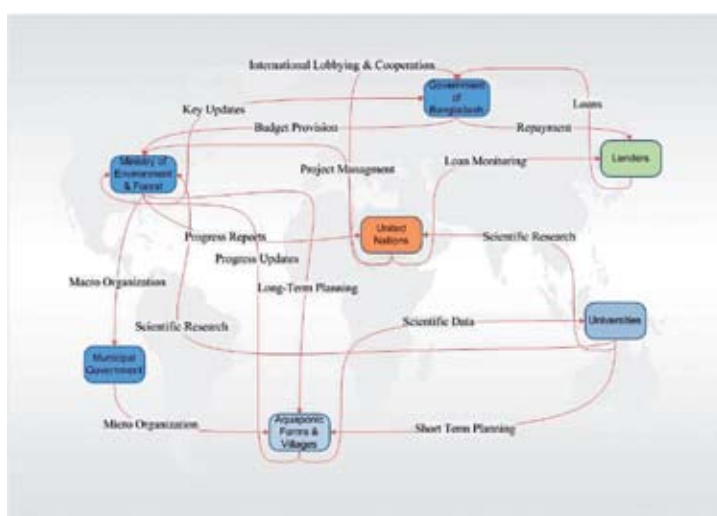 International Lobbying & Cooperation
Government
of
Bangladesh
Key Updates
Loans
Budget Provision
Repayment
Ministry of
Environment
& Forest
Project Managment
Loan Monitoring
Lenders
United
Nations
Progress Reports
Scientific Research
Progress Updates
Macro Organization
Long-Term Planning
Scientific Research
Scientific Data
Universities
Municipal
Government
Micro Organization
Aquaponic
Farms &
Villages
Short Term Planning